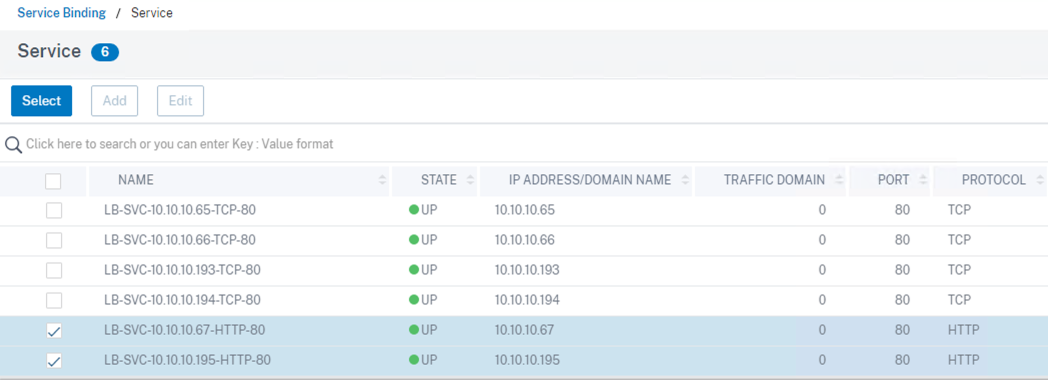 Service Binding / Service
Service 6
Select Add Edit
Click here to search or you can enter Key : Value format
NAME STATE IP ADDRESS/DOMAIN NAME TRAFFIC DOMAIN PORT PROTOCOL
LB-SVC-10.10.10.65-TCP-80 UP 10.10.10.65 0 80 TCP
LB-SVC-10.10.10.66-TCP-80 UP 10.10.10.66 0 80 TCP
LB-SVC-10.10.10.193-TCP-80 UP 10.10.10.193 0 80 TCP
LB-SVC-10.10.10.194-TCP-80 UP 10.10.10.194 0 80 TCP
LB-SVC-10.10.10.67-HTTP-80 UP 10.10.10.67 0 80 HTTP
LB-SVC-10.10.10.195-HTTP-80 UP 10.10.10.195 0 80 HTTP